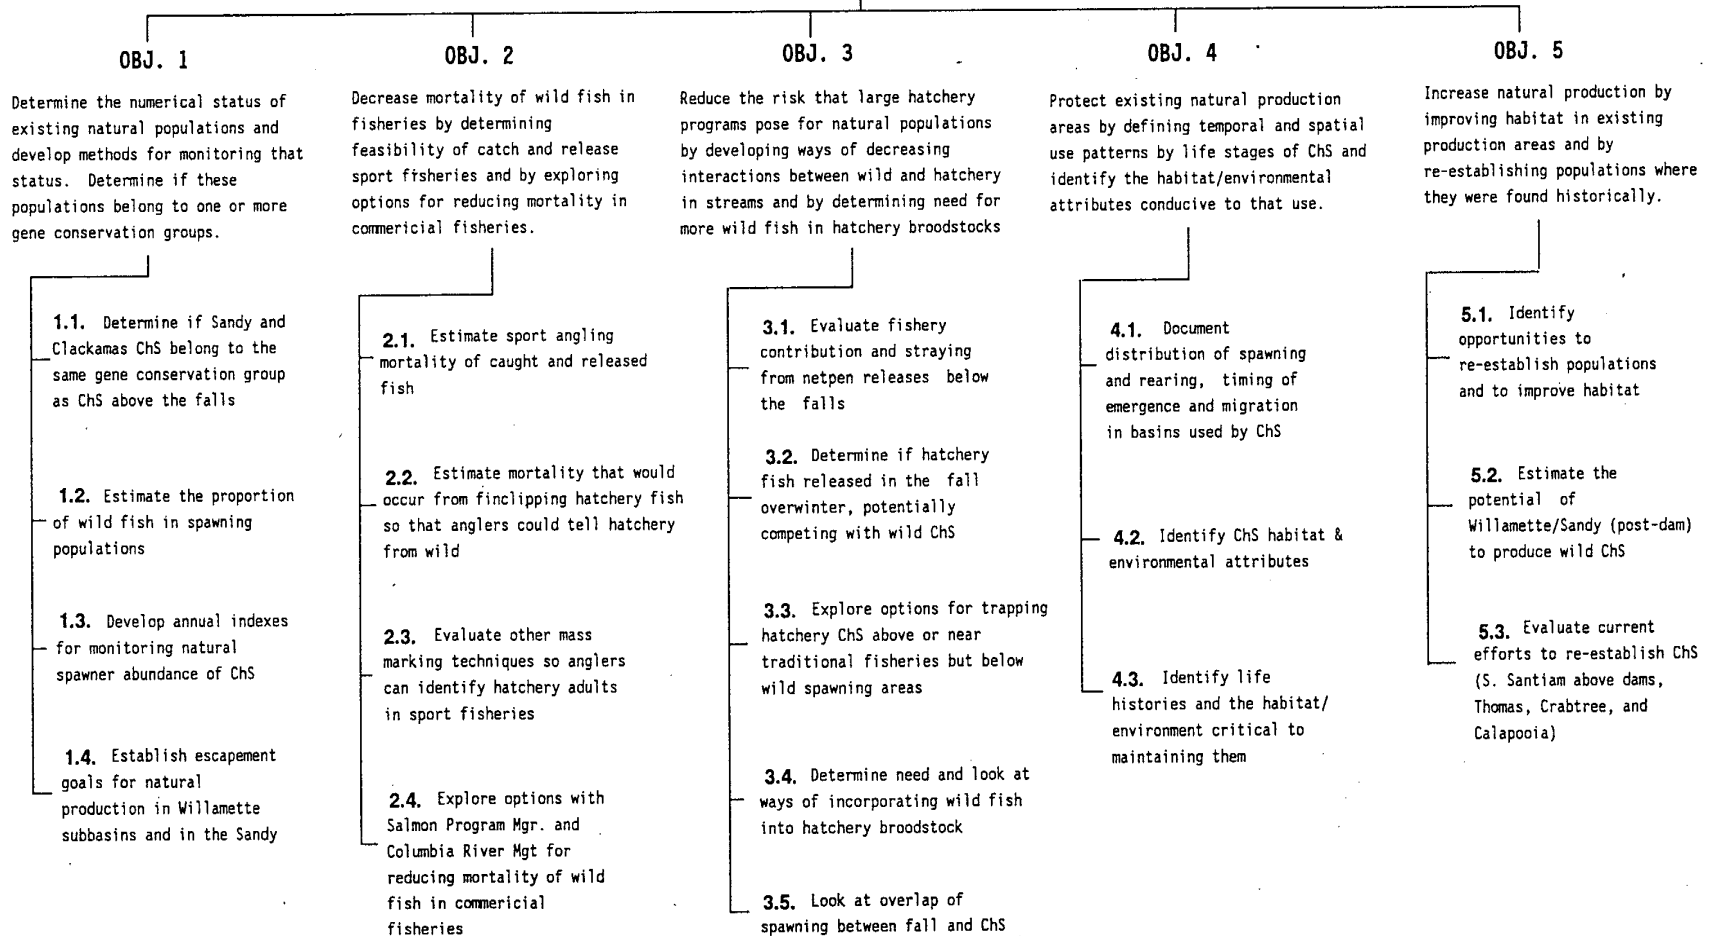 OBJ. 1
Determine the numerical status of
existing natural populations and
develop methods for monitoring that
status. Determine if these
populations belong to one or more
gene conservation groups.
1.1. Determine if Sandy and
Clackamas ChS belong to the
same gene conservation group
as ChS above the falls
1.2. Estimate the proportion
of wild fish in spawning
populations
1.3. Develop annual indexes
for monitoring natural
spawner abundance of ChS
1.4. Establish escapement
goals for natural
production in Willamette
subbasins and in the Sandy
OBJ. 2
Decrease mortality of wild fish in
fisheries by determining
feasibility of catch and release
sport fisheries and by exploring
options for reducing mortality in
commericial fisheries.
2.1. Estimate sport angling
mortality of caught and released
fish
2.2. Estimate mortality that would
occur from finclipping hatchery fish
so that anglers could tell hatchery
from wild
2.3. Evaluate other mass
marking techniques so anglers
can identify hatchery adults
in sport fisheries
2.4. Explore options with
Salmon Program Mgr. and
Columbia River Mgt for
reducing mortality of wild
fish in commericial
fisheries
OBJ. 3
Reduce the risk that large hatchery
programs pose for natural populations
by developing ways of decreasing
interactions between wild and hatchery
in streams and by determining need for
more wild fish in hatchery broodstocks
3.1. Evaluate fishery
contribution and straying
from netpen releases below
the falls
3.2. Determine if hatchery
fish released in the fall
overwinter, potentially
competing with wild ChS
3.3. Explore options for trapping
hatchery ChS above or near
traditional fisheries but below
wild spawning areas
3.4. Determine need and look at
ways of incorporating wild fish
into hatchery broodstock
3.5. Look at overlap of
spawning between fall and ChS
OBJ. 4
Protect existing natural production
areas by defining temporal and spatial
use patterns by life stages of ChS and
identify the habitat/environmental
attributes conducive to that use.
4.1. Document
distribution of spawning
and rearing, timing of
emergence and migration
in basins used by ChS
4.2. Identify ChS habitat &
environmental attributes
4.3. Identify life
histories and the habitat/
environment critical to
maintaining them
OBJ. 5
Increase natural production by
improving habitat in existing
production areas and by
re-establishing populations where
they were found historically.
5.1. Identify
opportunities to
re-establish populations
and to improve habitat
5.2. Estimate the
potential of
Willamette/Sandy (post-dam)
to produce wild ChS
5.3. Evaluate current
efforts to re-establish ChS
(S. Santiam above dams,
Thomas, Crabtree, and
Calapooia)